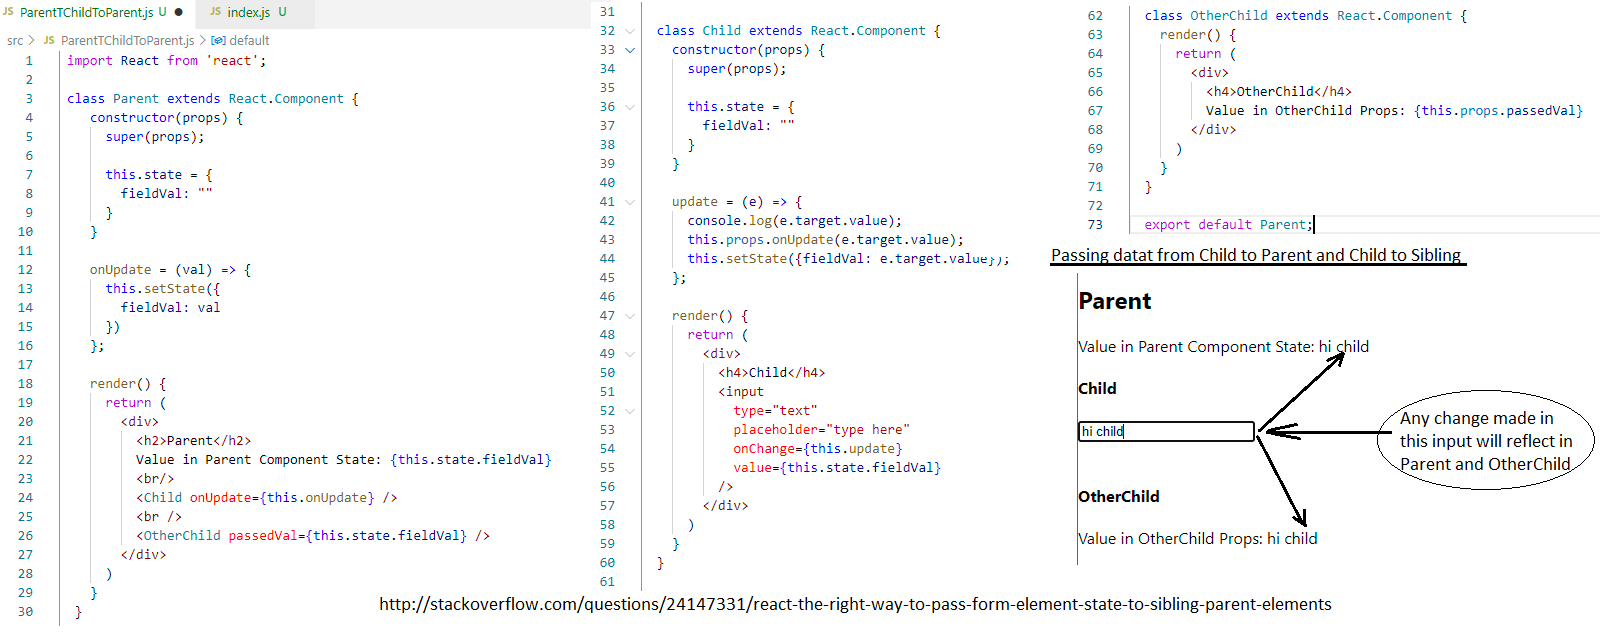 JS ParentTChildToParent.js U ●
JS index.js U
src > JS ParentTChildToParent.js > default
1 import React from 'react';
2
3 class Parent extends React.Component {
4 constructor(props) {
5 super(props);
6
7 this.state = {
8 fieldVal: ""
9 }
10 }
11
12 onUpdate = (val) => {
13 this.setState({
14 fieldVal: val
15 })
16 };
17
18 render() {
19 return (
20 <div>
21 <h2>Parent</h2>
22 Value in Parent Component State: {this.state.fieldVal}
23 <br/>
24 <Child onUpdate={this.onUpdate} />
25 <br />
26 <OtherChild passedVal={this.state.fieldVal} />
27 </div>
28 )
29 }
30 }
31
32 class Child extends React.Component {
33 constructor(props) {
34 super(props);
35
36 this.state = {
37 fieldVal: ""
38 }
39 }
40
41 update = (e) => {
42 console.log(e.target.value);
43 this.props.onUpdate(e.target.value);
44 this.setState({fieldVal: e.target.value});
45 };
46
47 render() {
48 return (
49 <div>
50 <h4>Child</h4>
51 <input
52 type="text"
53 placeholder="type here"
54 onChange={this.update}
55 value={this.state.fieldVal}
56 />
57 </div>
58 )
59 }
60 }
61
62 class OtherChild extends React.Component {
63 render() {
64 return (
65 <div>
66 <h4>OtherChild</h4>
67 Value in OtherChild Props: {this.props.passedVal}
68 </div>
69 )
70 }
71 }
72
73 export default Parent;
Passing datat from Child to Parent and Child to Sibling
Parent
Value in Parent Component State: hi child
Child
hi child
Any change made in
this input will reflect in
Parent and OtherChild
OtherChild
Value in OtherChild Props: hi child
http://stackoverflow.com/questions/24147331/react-the-right-way-to-pass-form-element-state-to-sibling-parent-elements